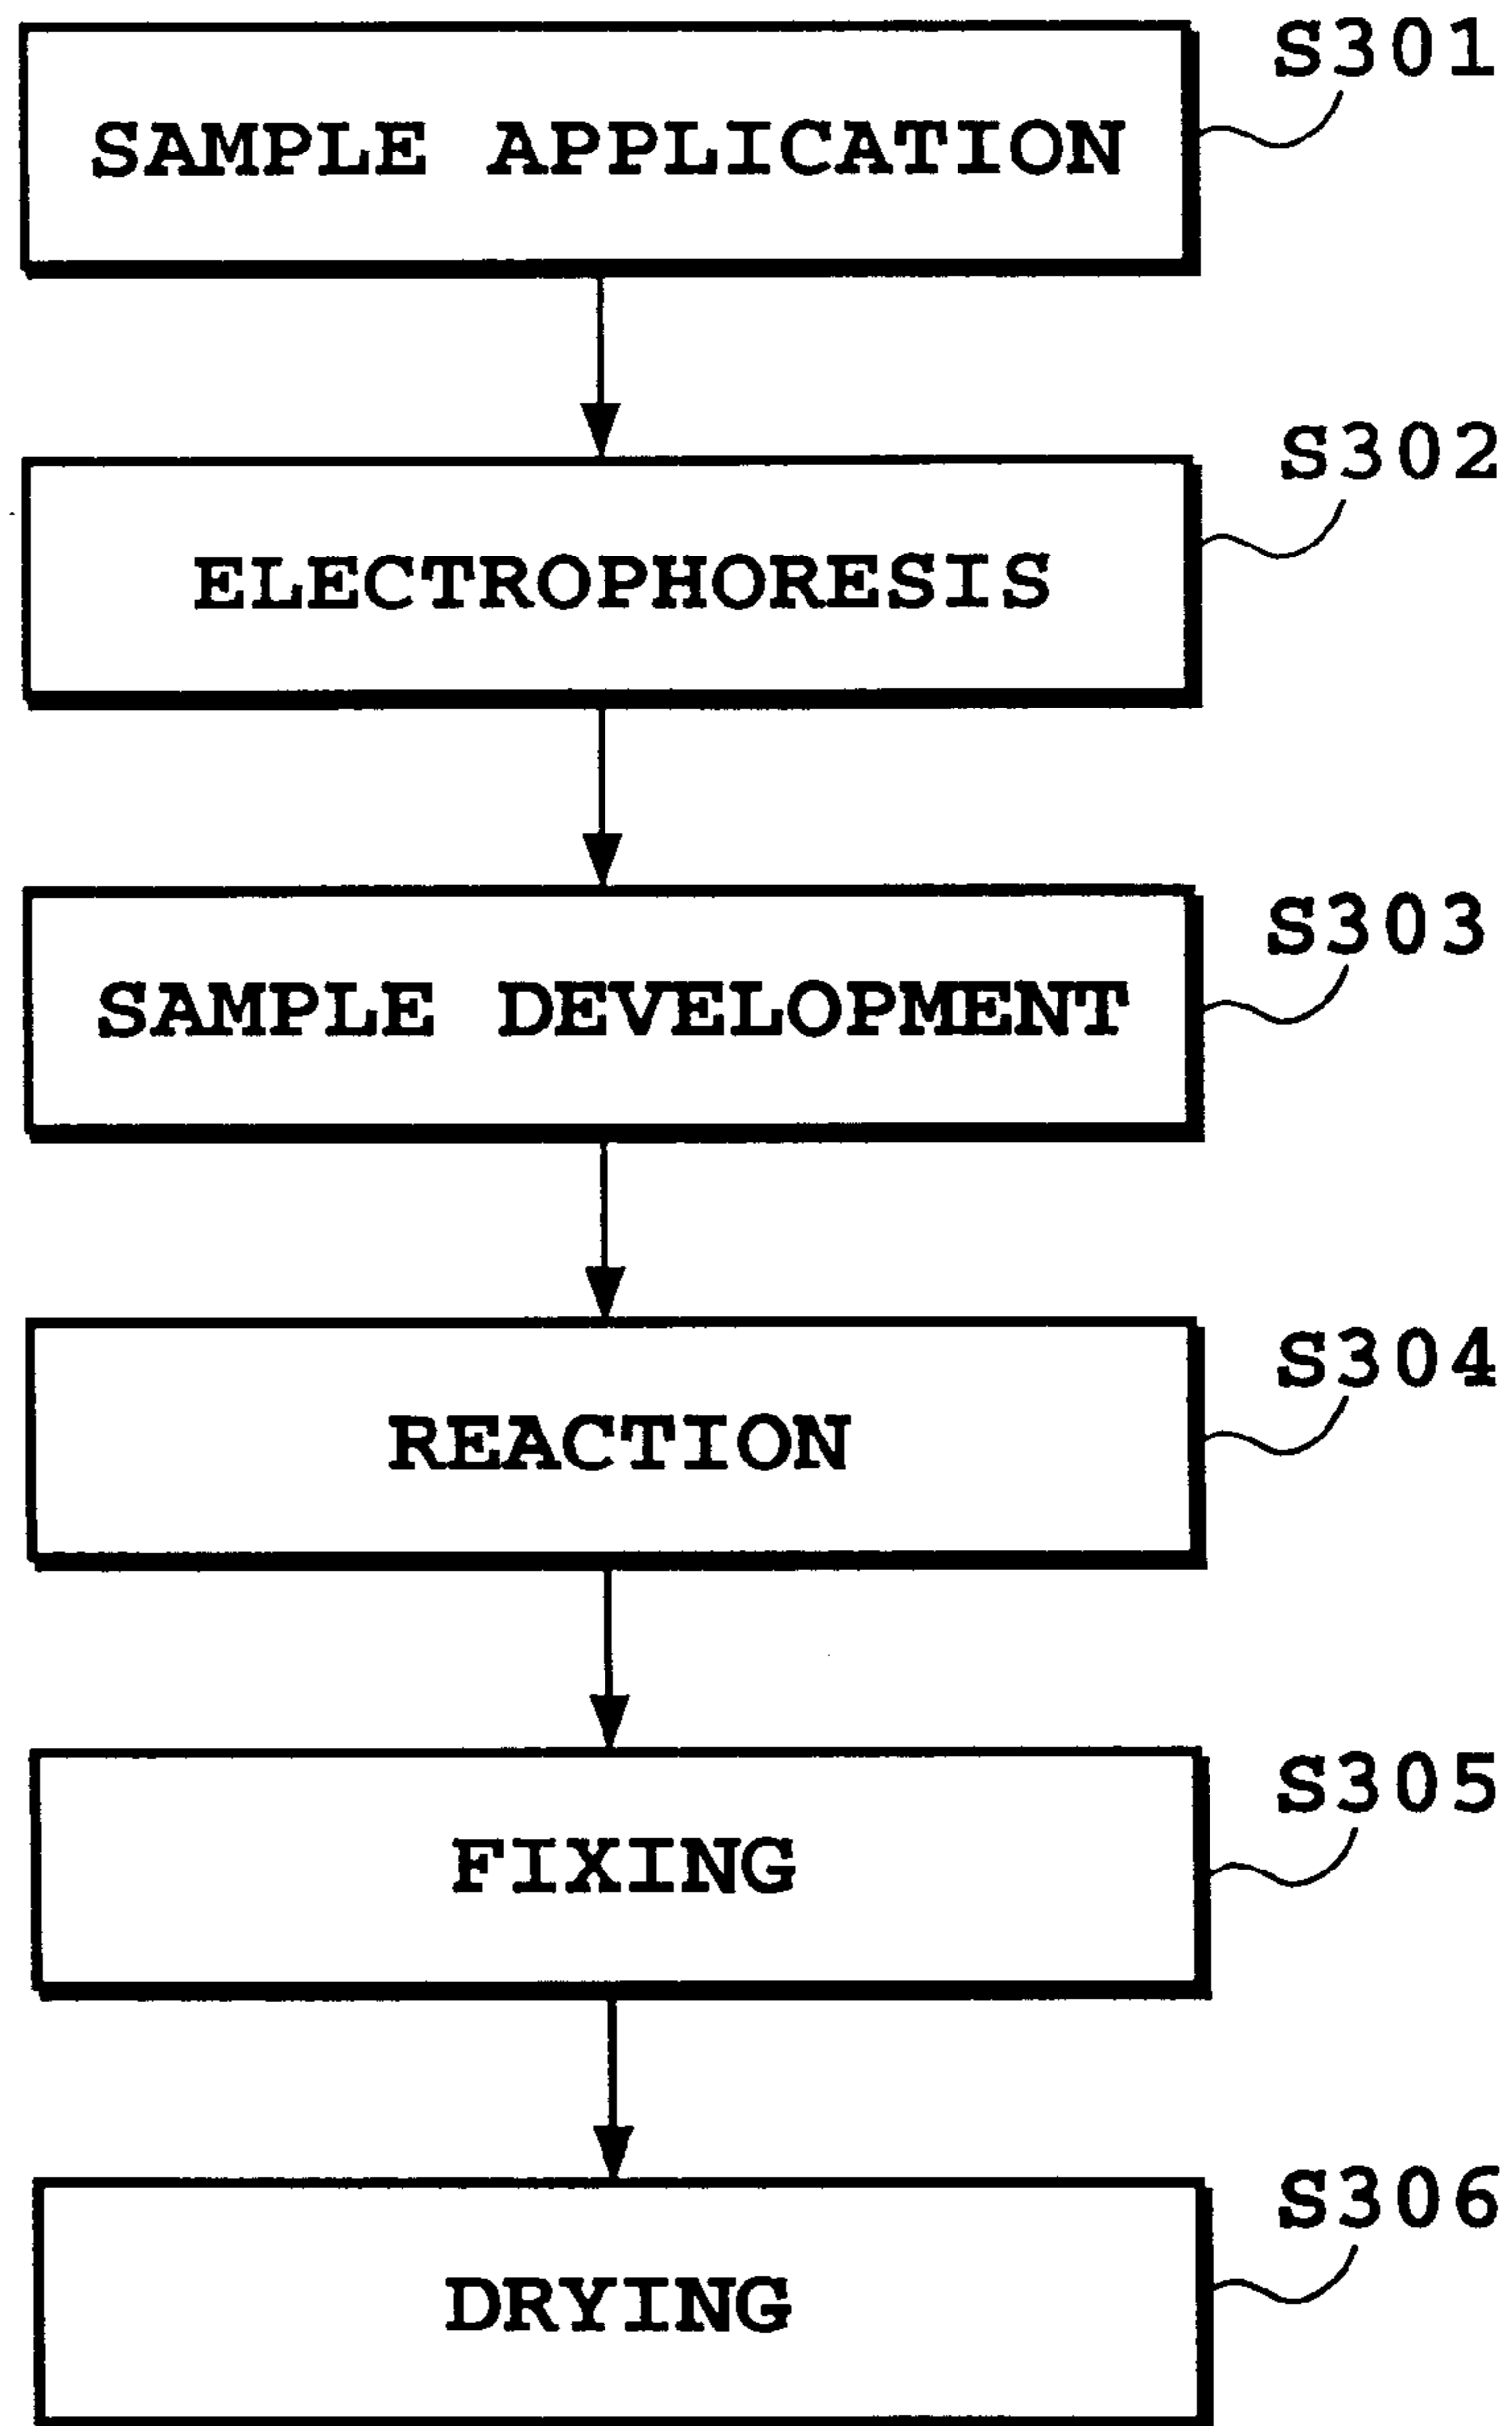 S301
SAMPLE APPLICATION
S302
ELECTROPHORESIS
S303
SAMPLE DEVELOPMENT
S304
REACTION
S305
FIXING
S306
DRYING